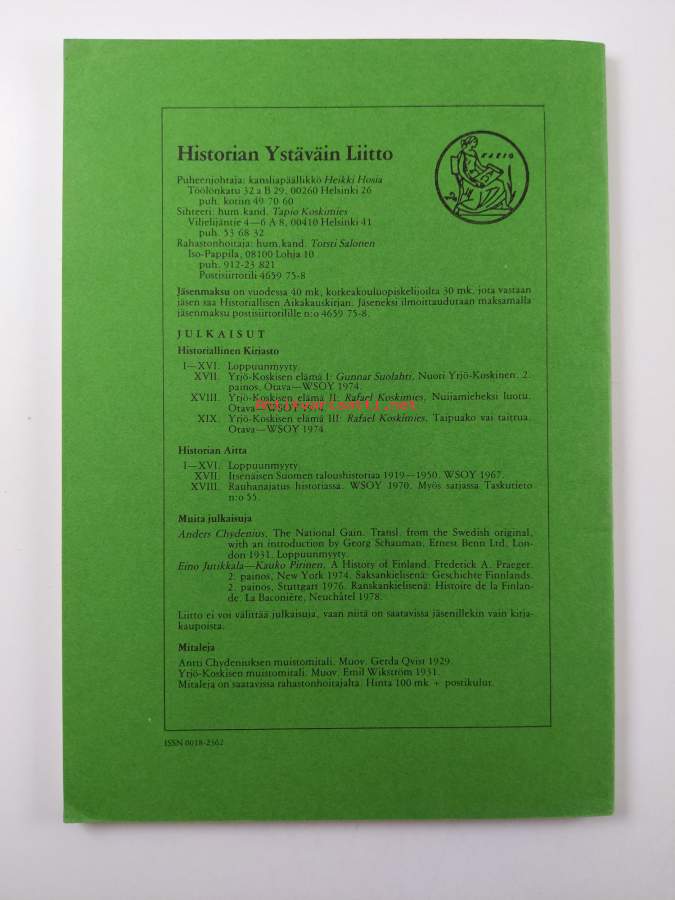 Historian Ystäväin Liitto
Puheenjohtaja: kansliapäällikkö Heikki Hosia
Töölönkatu 32 a B 29, 00260 Helsinki 26
puh. kotiin 49 70 60
Sihteeri: hum. kand. Tapio Koskimies
Viljelijäntie 4—6 A 8, 00410 Helsinki 41
puh. 53 68 32
Rahastonhoitaja: hum.kand. Torsti Salonen
Iso-Pappila, 08100 Lohja 10
puh. 912-23 821
Postisiirtotili 4659 75-8
Jäsenmaksu on vuodessa 40 mk, korkeakouluopiskelijoilta 30 mk, jota vastaan
jäsen saa Historiallisen Aikakauskirjan. Jäseneksi ilmoittaudutaan maksamalla
jäsenmaksu postisiirtotilille n:o 4659 75-8.
JULKAISUT
Historiallinen Kirjasto
I—XVI. Loppuunmyyty.
XVII. Yrjö-Koskisen elämä I: Gunnar Suolahti, Nuori Yrjö-Koskinen. 2.
painos, Otava—WSOY 1974.
XVIII. Yrjö-Koskisen elämä II: Rafael Koskimies, Nuijamieheksi luotu.
Otava—WSOY 1974.
antikvariaatti.net
XIX. Yrjö-Koskisen elämä III: Rafael Koskimies, Taipuako vai taittua.
Otava—WSOY 1974.
Historian Aitta
I—XVI. Loppuunmyyty.
XVII. Itsenäisen Suomen taloushistoriaa 1919—1950. WSOY 1967.
XVIII. Rauhanajatus historiassa. WSOY 1970. Myös sarjassa Taskutieto
n:o 55.
Muita julkaisuja
Anders Chydenius, The National Gain. Transl. from the Swedish original,
with an introduction by Georg Schauman. Ernest Benn Ltd. Lon-
don 1931. Loppuunmyyty.
Eino Jutikkala—Kauko Pirinen, A History of Finland. Frederick A. Praeger.
2. painos, New York 1974. Saksankielisenä: Geschichte Finnlands.
2. painos, Stuttgart 1976. Ranskankielisenä: Histoire de la Finlan-
de. La Baconière, Neuchâtel 1978.
Liitto ei voi välittää julkaisuja, vaan niitä on saatavissa jäsenillekin vain kirja-
kaupoista.
Mitaleja
Antti Chydeniuksen muistomitali. Muov. Gerda Qvist 1929.
Yrjö-Koskisen muistomitali. Muov. Emil Wikström 1931.
Mitaleja on saatavissa rahastonhoitajalta. Hinta 100 mk + postikulut.
ISSN 0018-2362